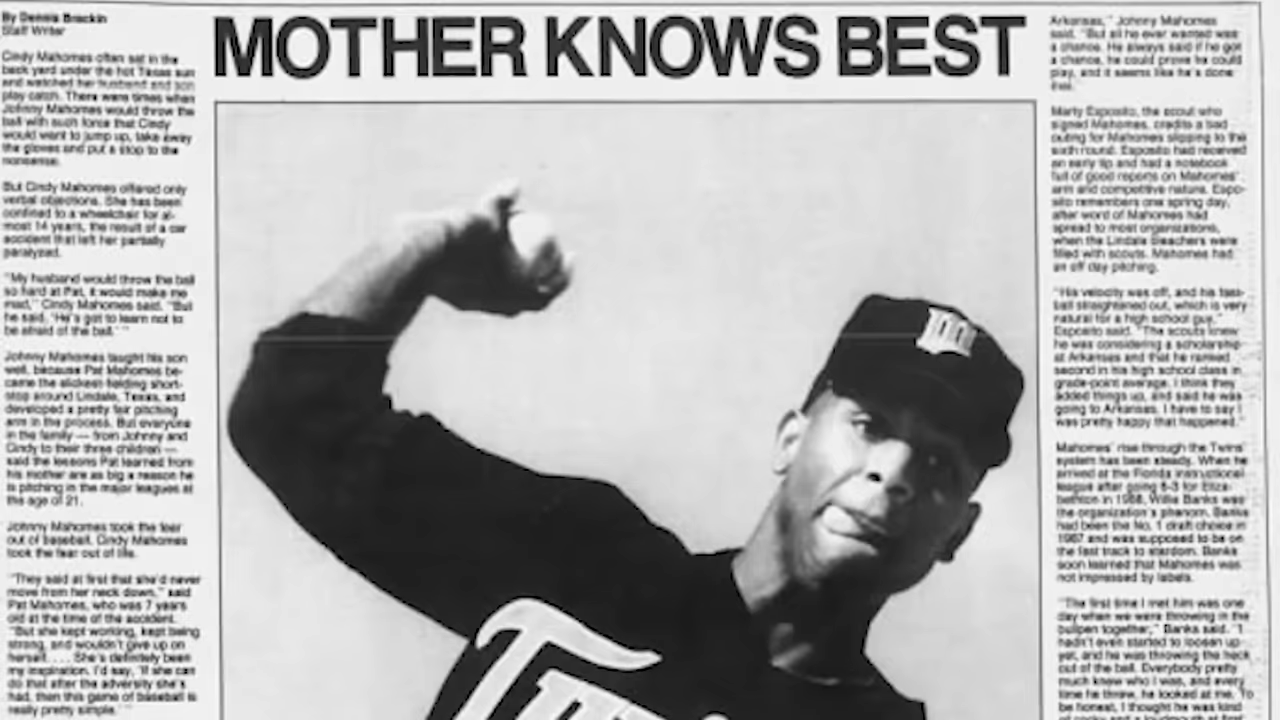 By Dennis Brackin
Staff Writer
Cindy Mahomes often sat in the
back yard under the hot Texas sun
and watched her husband and son
play catch. There were times when
Johnny Mahomes would throw the
ball with such force that Cindy
would want to jump up, take away
the gloves and put a stop to the
nonsense.
But Cindy Mahomes offered only
verbal objections. She has been
confined to a wheelchair for al-
most 14 years, the result of a car
accident that left her partially
paralyzed.
"My husband would throw the ball
so hard at Pat, it would make me
mad," Cindy Mahomes said. "But
he said, 'He's got to learn not to
be afraid of the ball.' "
Johnny Mahomes taught his son
well, because Pat Mahomes be-
came the slickest-fielding short-
stop around Lindale, Texas, and
developed a pretty fair pitching
arm in the process. But everyone
in the family — from Johnny and
Cindy to their three children —
said the lessons Pat learned from
his mother are as big a reason he
is pitching in the major leagues at
the age of 21.
Johnny Mahomes took the fear
out of baseball. Cindy Mahomes
took the fear out of life.
"They said at first that she'd never
move from her neck down," said
Pat Mahomes, who was 7 years
old at the time of the accident.
"But she kept working, kept being
strong, and wouldn't give up on
herself. . . . She's definitely been
my inspiration. I'd say, 'If she can
do that after the adversity she's
had, then this game of baseball is
really pretty simple.' "
MOTHER KNOWS BEST
Arkansas," Johnny Mahomes
said. "But all he ever wanted was
a chance. He always said if he got
a chance, he could prove he could
play, and it seems like he's done
that."
Marty Esposito, the scout who
signed Mahomes, credits a bad
outing for Mahomes slipping to the
sixth round. Esposito had received
an early tip and had a notebook
full of good reports on Mahomes'
arm and competitive nature. Espo-
sito remembers one spring day,
after word of Mahomes had
spread to most organizations,
when the Lindale bleachers were
filled with scouts. Mahomes had
an off day pitching.
"His velocity was off, and his fast-
ball straightened out, which is very
natural for a high school guy,"
Esposito said. "The scouts knew
he was considering a scholarship
at Arkansas and that he ranked
second in his high school class in
grade-point average. I think they
added things up, and said he was
going to Arkansas. I have to say I
was pretty happy that happened."
Mahomes' rise through the Twins'
system has been steady. When he
arrived at the Florida Instructional
league after going 6-3 for Eliza-
bethton in 1988, Willie Banks was
the organization's phenom. Banks
had been the No. 1 draft choice in
1987 and was supposed to be on
the fast track to stardom. Banks
soon learned that Mahomes was
not impressed by labels.
"The first time I met him was one
day when we were throwing in the
bullpen together," Banks said. "I
hadn't even started to loosen up
yet, and he was throwing the heck
out of the ball. Everybody pretty
much knew who I was, and every
time he threw, he looked at me. To
be honest, I thought he was kind
m
Twins